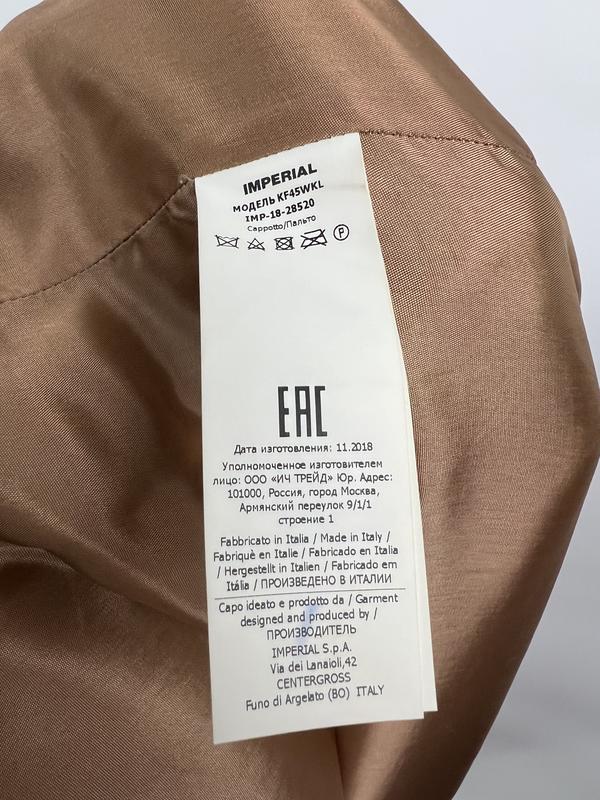 IMPERIAL
МОДЕЛЬ KF45WKL
IMP-18-28520
Cappotto/Пальто
P
EAC
Дата изготовления: 11.2018
Уполномоченное изготовителем
лицо: ООО «ИЧ ТРЕЙД» Юр. Адрес:
101000, Россия, город Москва,
Армянский переулок 9/1/1
строение 1
Fabbricato in Italia / Made in Italy /
Fabriquè en Italie / Fabricado en Italia
/ Hergestellt in Italien / Fabricado em
Itália / ПРОИЗВЕДЕНО В ИТАЛИИ
Capo ideato e prodotto da / Garment
designed and produced by /
ПРОИЗВОДИТЕЛЬ
IMPERIAL S.p.A.
Via dei Lanaioli,42
CENTERGROSS
Funo di Argelato (BO) ITALY